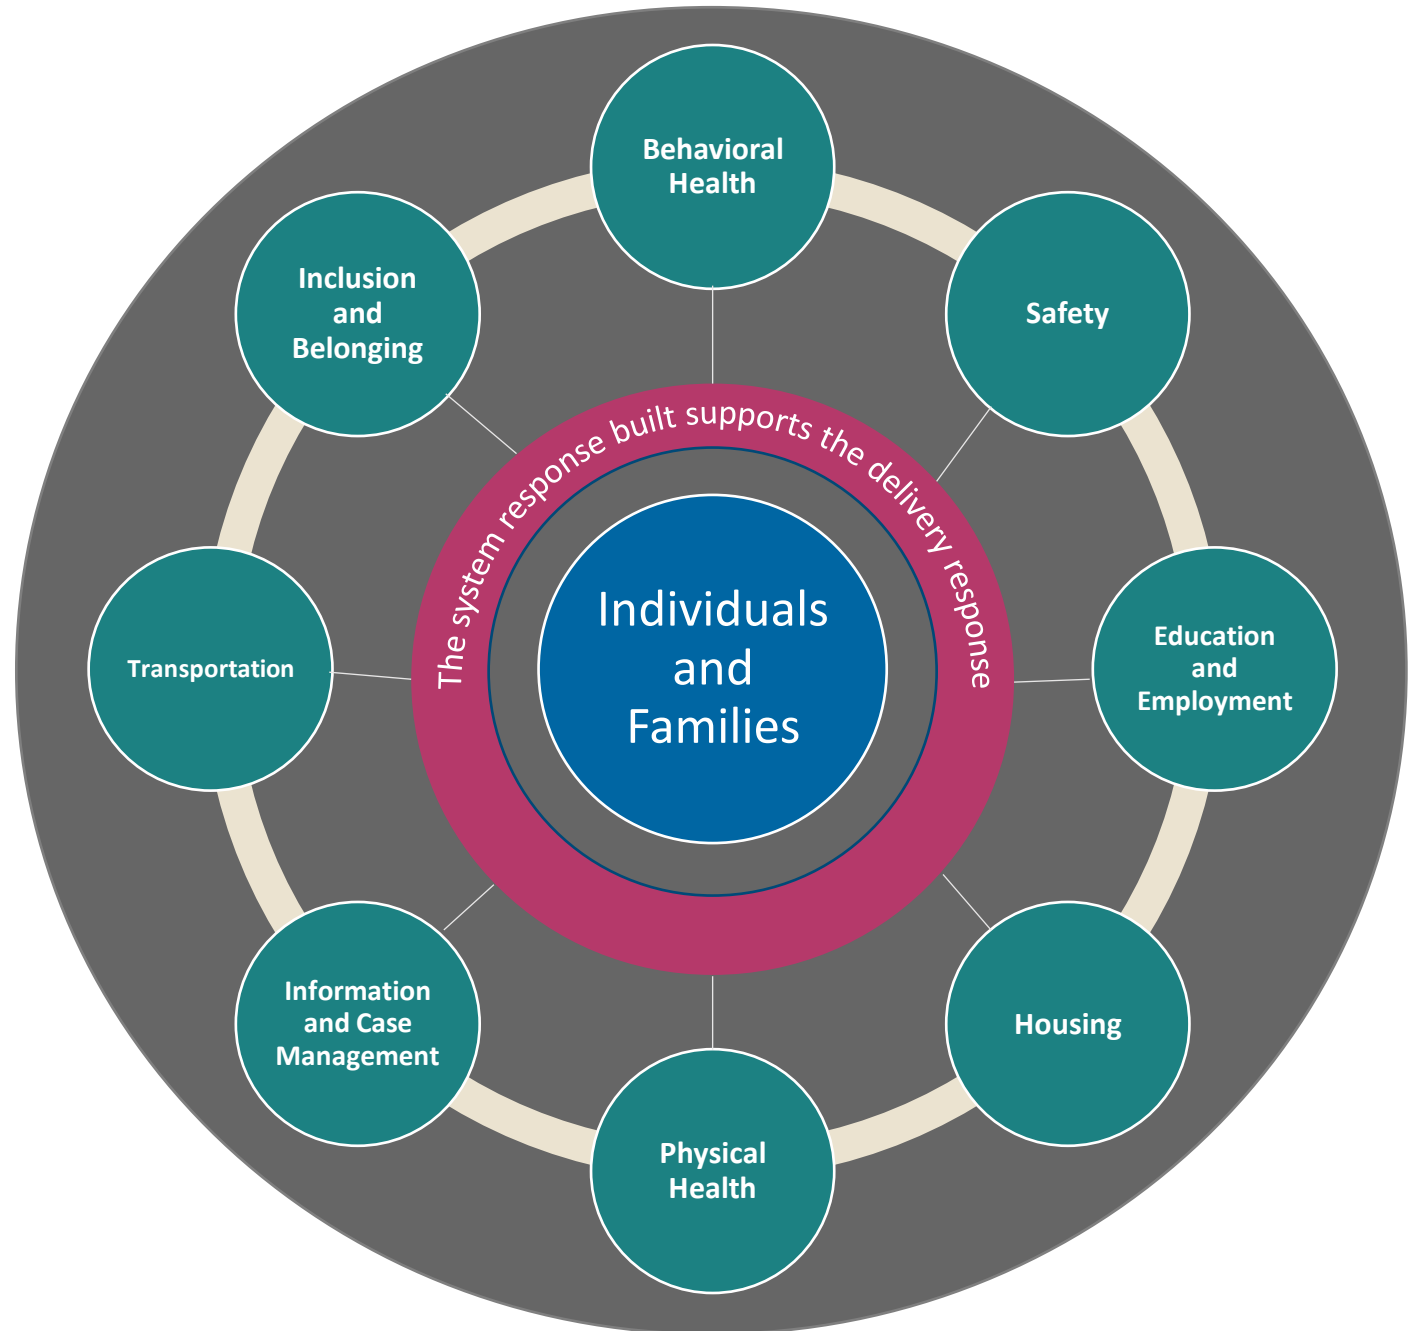 Behavioral
Health
Safety
Education
and
Employment
Housing
Physical
Health
Information
and Case
Management
Transportation
Inclusion
and
Belonging
The system response built supports the delivery response
Individuals
and
Families